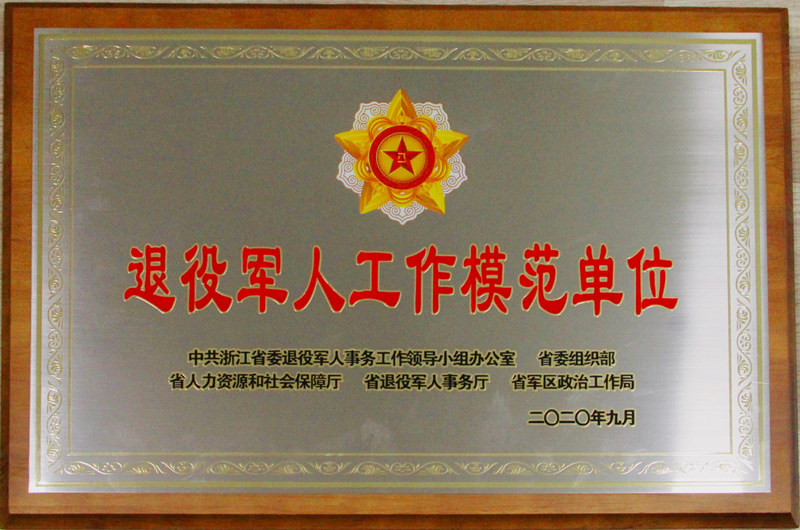 八一
退役军人工作模范单位
中共浙江省委退役军人事务工作领导小组办公室 省委组织部
省人力资源和社会保障厅 省退役军人事务厅 省军区政治工作局
二〇二〇年九月